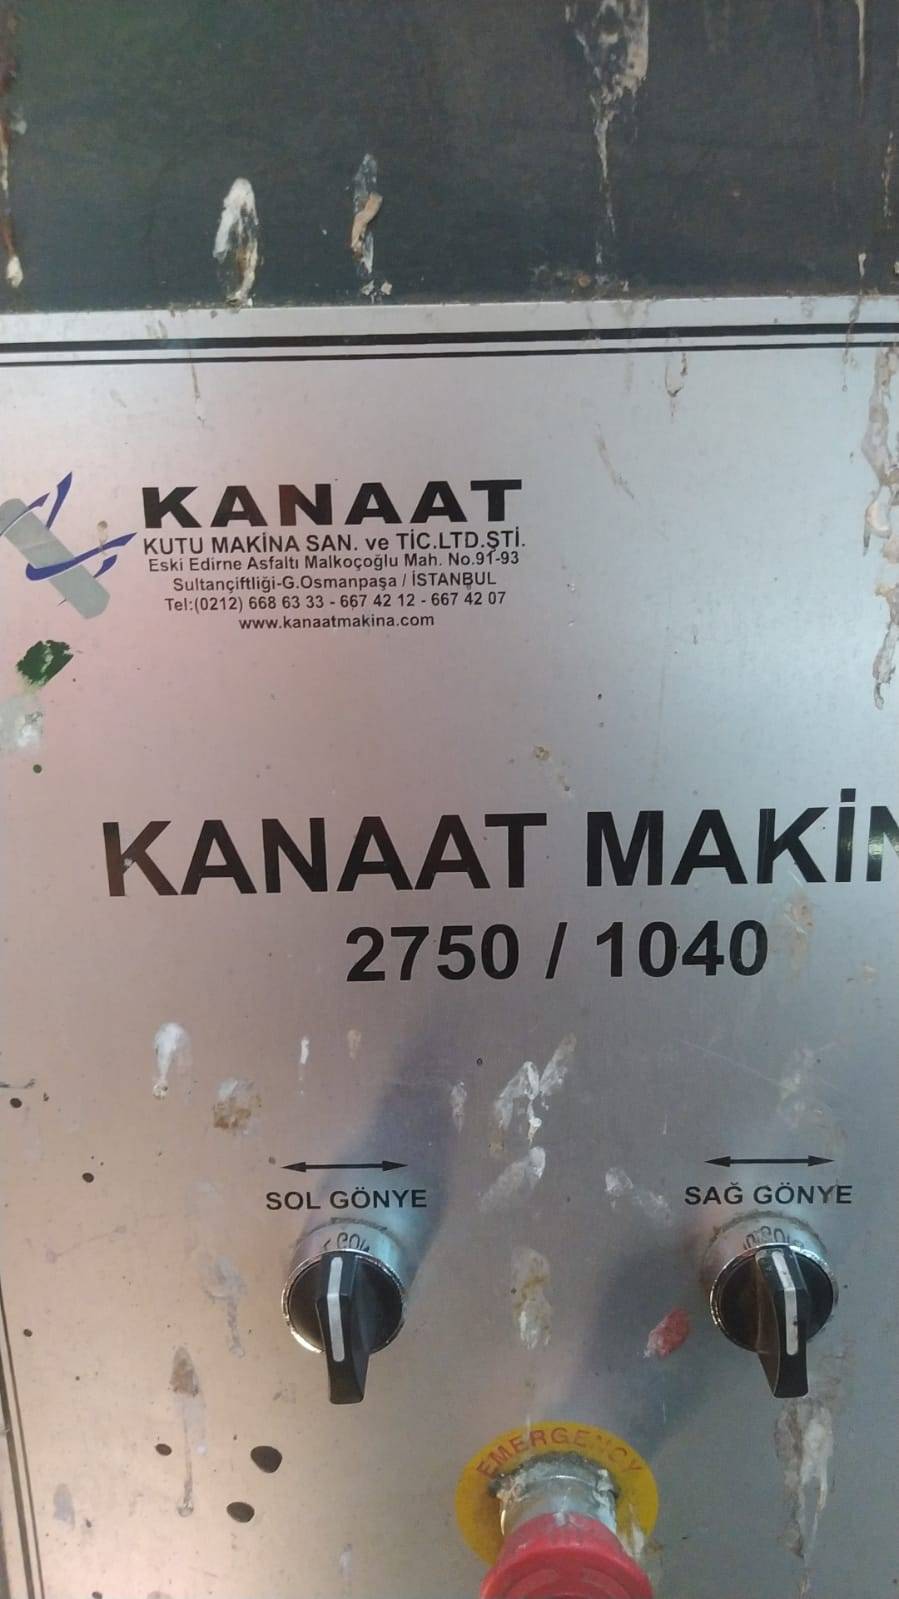 KANAAT
KUTU MAKİNA SAN. ve TİC.LTD.ŞTİ.
Eski Edirne Asfaltı Malkoçoğlu Mah. No.91-93
Sultançiftliği-G.Osmanpaşa / İSTANBUL
Tel:(0212) 668 63 33 - 667 42 12 - 667 42 07
www.kanaatmakina.com
KANAAT MAKİN
2750 / 1040
SOL GÖNYE
SAĞ GÖNYE
EMERGENCY